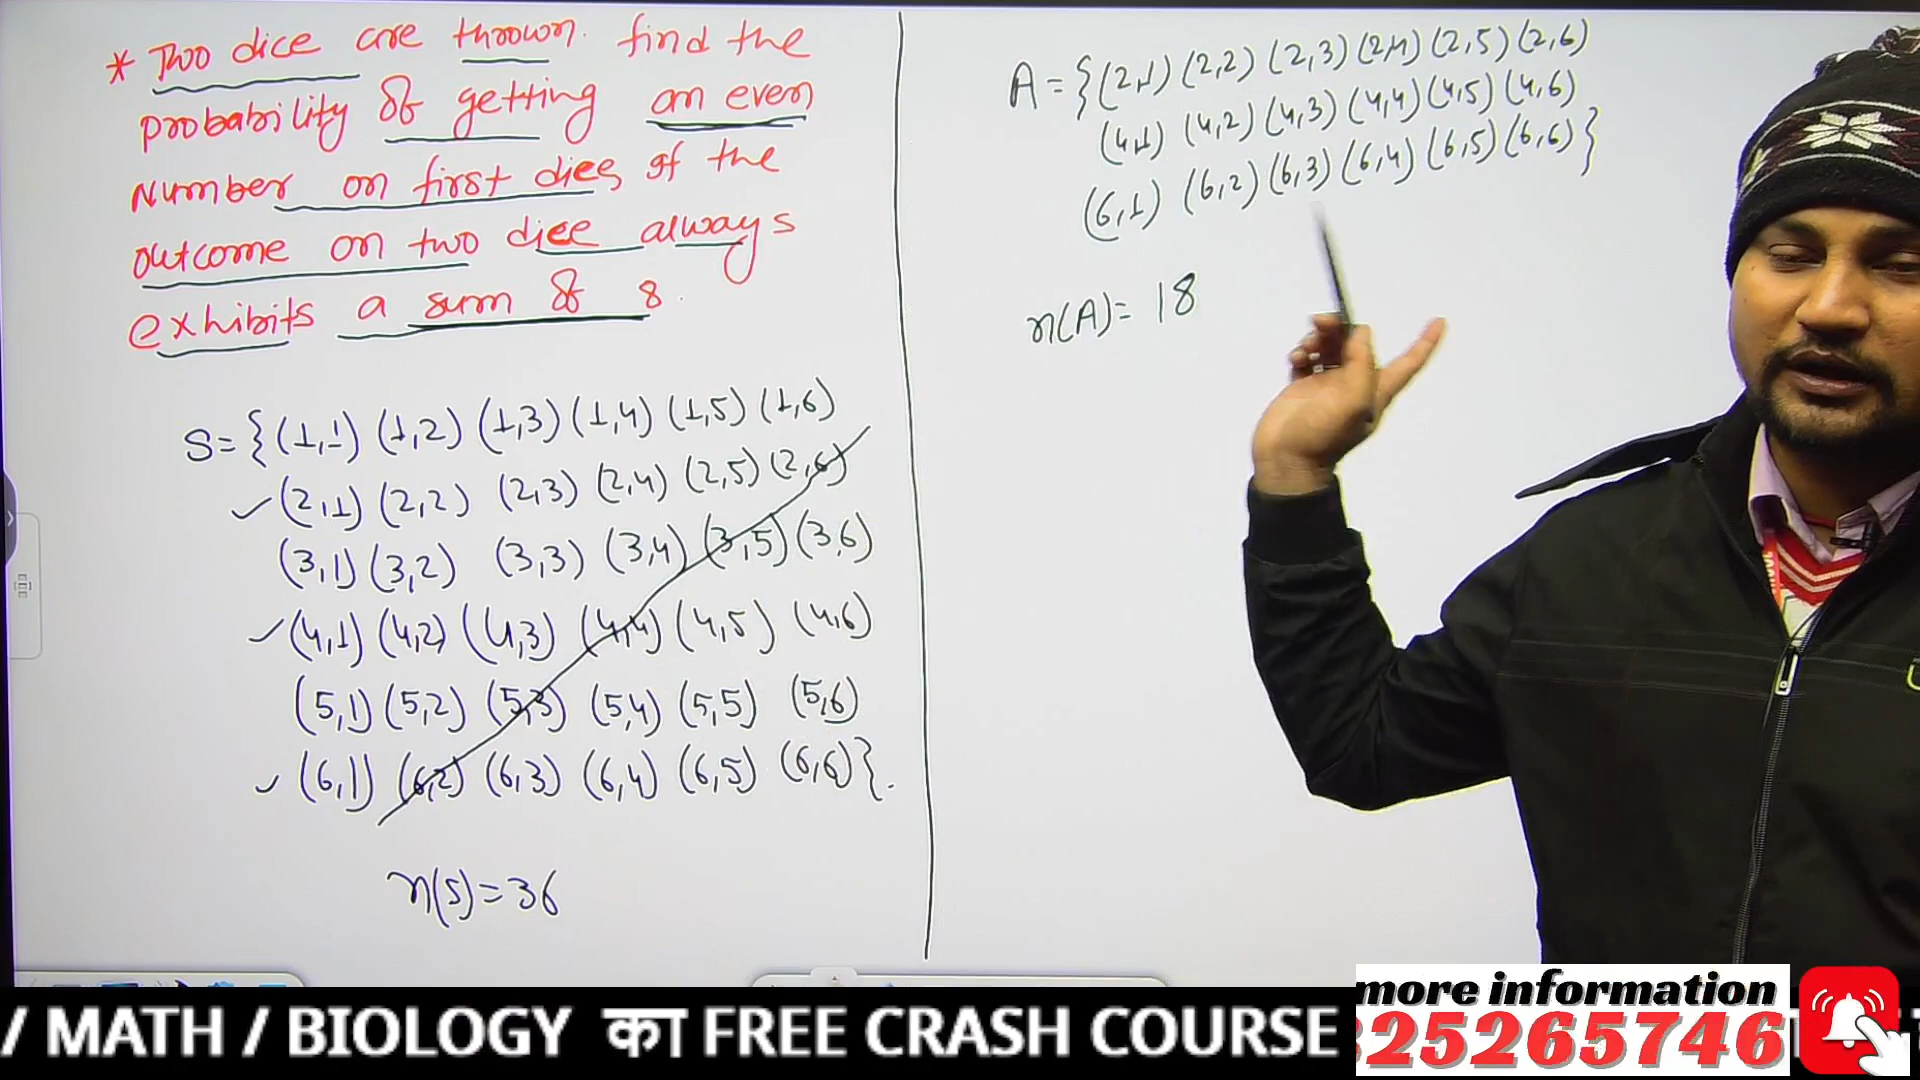 * Two dice are thrown. find the
probability of getting an even
Number on first dies of the
outcome on two dice always
exhibits a sum of 8.
S={(1,1) (1,2) (1,3) (1,4) (1,5) (1,6)
(2,1) (2,2) (2,3) (2,4) (2,5) (2,6)
(3,1) (3,2) (3,3) (3,4) (3,5) (3,6)
(4,1) (4,2) (4,3) (4,4) (4,5) (4,6)
(5,1) (5,2) (5,3) (5,4) (5,5) (5,6)
(6,1) (6,2) (6,3) (6,4) (6,5) (6,6)}.
n(S)=36
A={(2,1) (2,2) (2,3) (2,4) (2,5) (2,6)
(4,1) (4,2) (4,3) (4,4) (4,5) (4,6)
(6,1) (6,2) (6,3) (6,4) (6,5) (6,6)}
n(A)= 18
/ MATH / BIOLOGY का FREE CRASH COURSE
more information
25265746